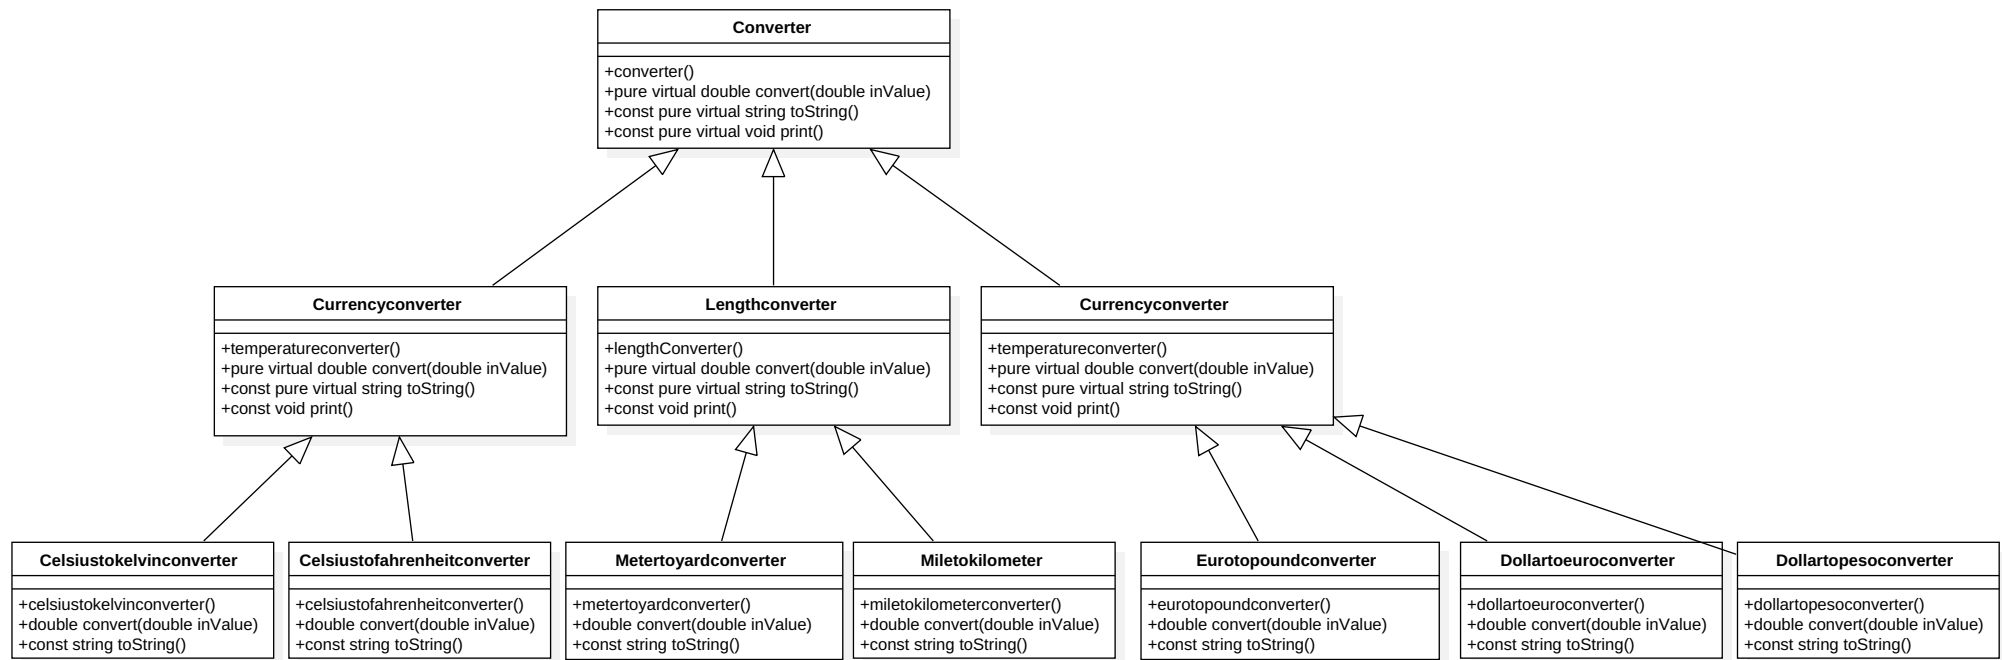 Converter
+converter()
+pure virtual double convert(double inValue)
+const pure virtual string toString()
+const pure virtual void print()
Currencyconverter
+temperatureconverter()
+pure virtual double convert(double inValue)
+const pure virtual string toString()
+const void print()
Lengthconverter
+lengthConverter()
+pure virtual double convert(double inValue)
+const pure virtual string toString()
+const void print()
Currencyconverter
+temperatureconverter()
+pure virtual double convert(double inValue)
+const pure virtual string toString()
+const void print()
Celsiustokelvinconverter
+celsiustokelvinconverter()
+double convert(double inValue)
+const string toString()
Celsiustofahrenheitconverter
+celsiustofahrenheitconverter()
+double convert(double inValue)
+const string toString()
Metertoyardconverter
+metertoyardconverter()
+double convert(double inValue)
+const string toString()
Miletokilometer
+miletokilometerconverter()
+double convert(double inValue)
+const string toString()
Eurotopoundconverter
+eurotopoundconverter()
+double convert(double inValue)
+const string toString()
Dollartoeuroconverter
+dollartoeuroconverter()
+double convert(double inValue)
+const string toString()
Dollartopesoconverter
+dollartopesoconverter()
+double convert(double inValue)
+const string toString()